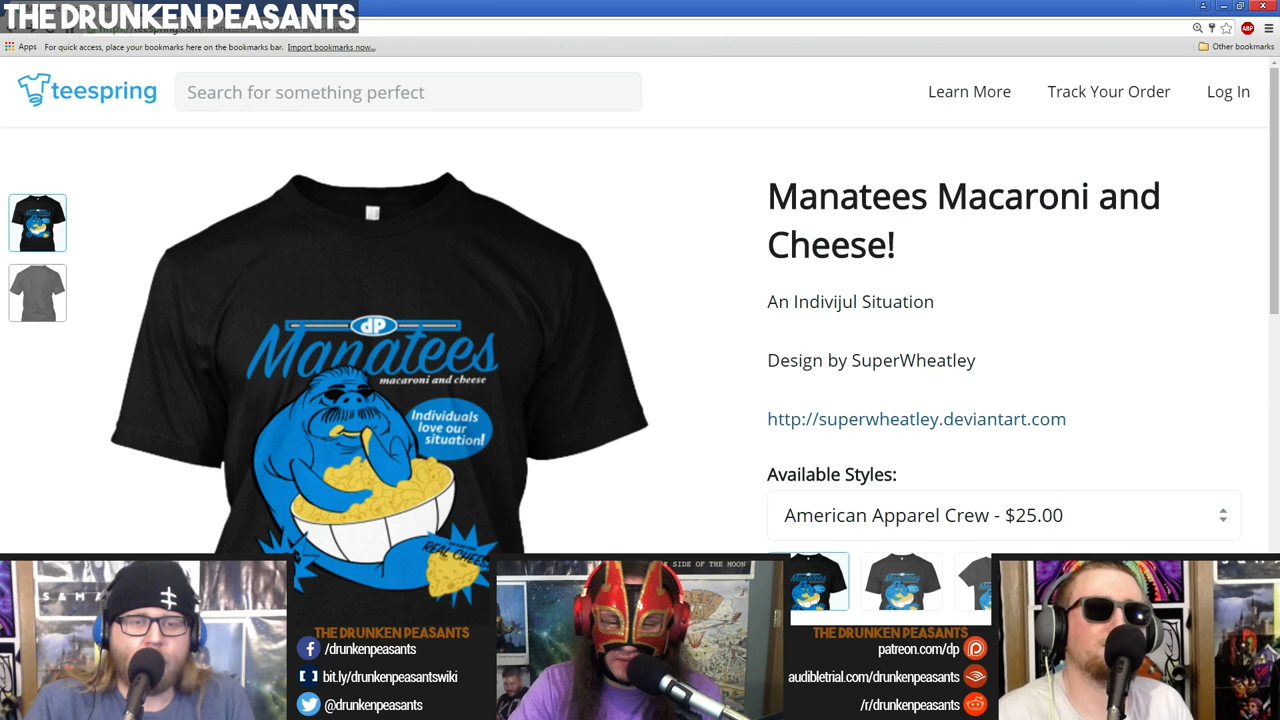 THE DRUNKEN PEASANTS
Apps For quick access, place your bookmarks here on the bookmarks bar. Import bookmarks now... Other bookmarks
ABP
teespring
Search for something perfect
Learn More Track Your Order Log In
Manatees Macaroni and
Cheese!
An Indivijul Situation
Design by SuperWheatley
http://superwheatley.deviantart.com
Available Styles:
American Apparel Crew - $25.00
dp
Manatees
macaroni and cheese
Individuals
love our
situation!
REAL CHEESE
K SIDE OF THE MOON
THE DRUNKEN PEASANTS
/drunkenpeasants
bit.ly/drunkenpeasantswiki
@drunkenpeasants
THE DRUNKEN PEASANTS
patreon.com/dp
audibletrial.com/drunkenpeasants
/r/drunkenpeasants